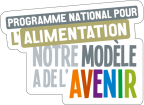 PROGRAMME NATIONAL POUR
L'ALIMENTATION
NOTRE MODÈLE
A DE L'AVENIR